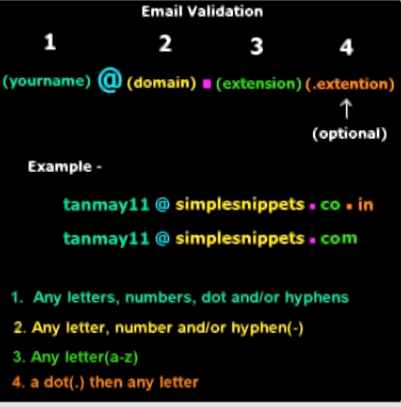 Email Validation
1 2 3 4
(yourname) @ (domain) . (extension) (.extention)
(optional)
Example -
tanmay11 @ simplesnippets . co . in
tanmay11 @ simplesnippets . com
1. Any letters, numbers, dot and/or hyphens
2. Any letter, number and/or hyphen(-)
3. Any letter(a-z)
4. a dot(.) then any letter